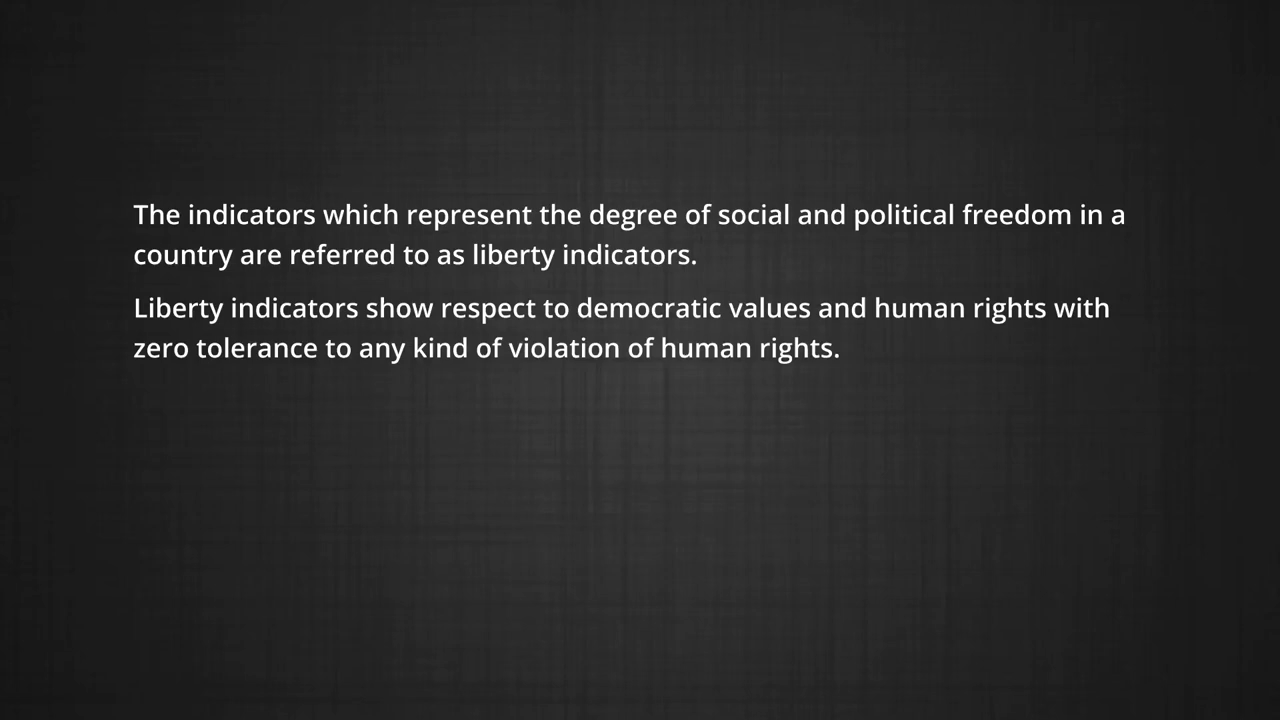 The indicators which represent the degree of social and political freedom in a
country are referred to as liberty indicators.
Liberty indicators show respect to democratic values and human rights with
zero tolerance to any kind of violation of human rights.